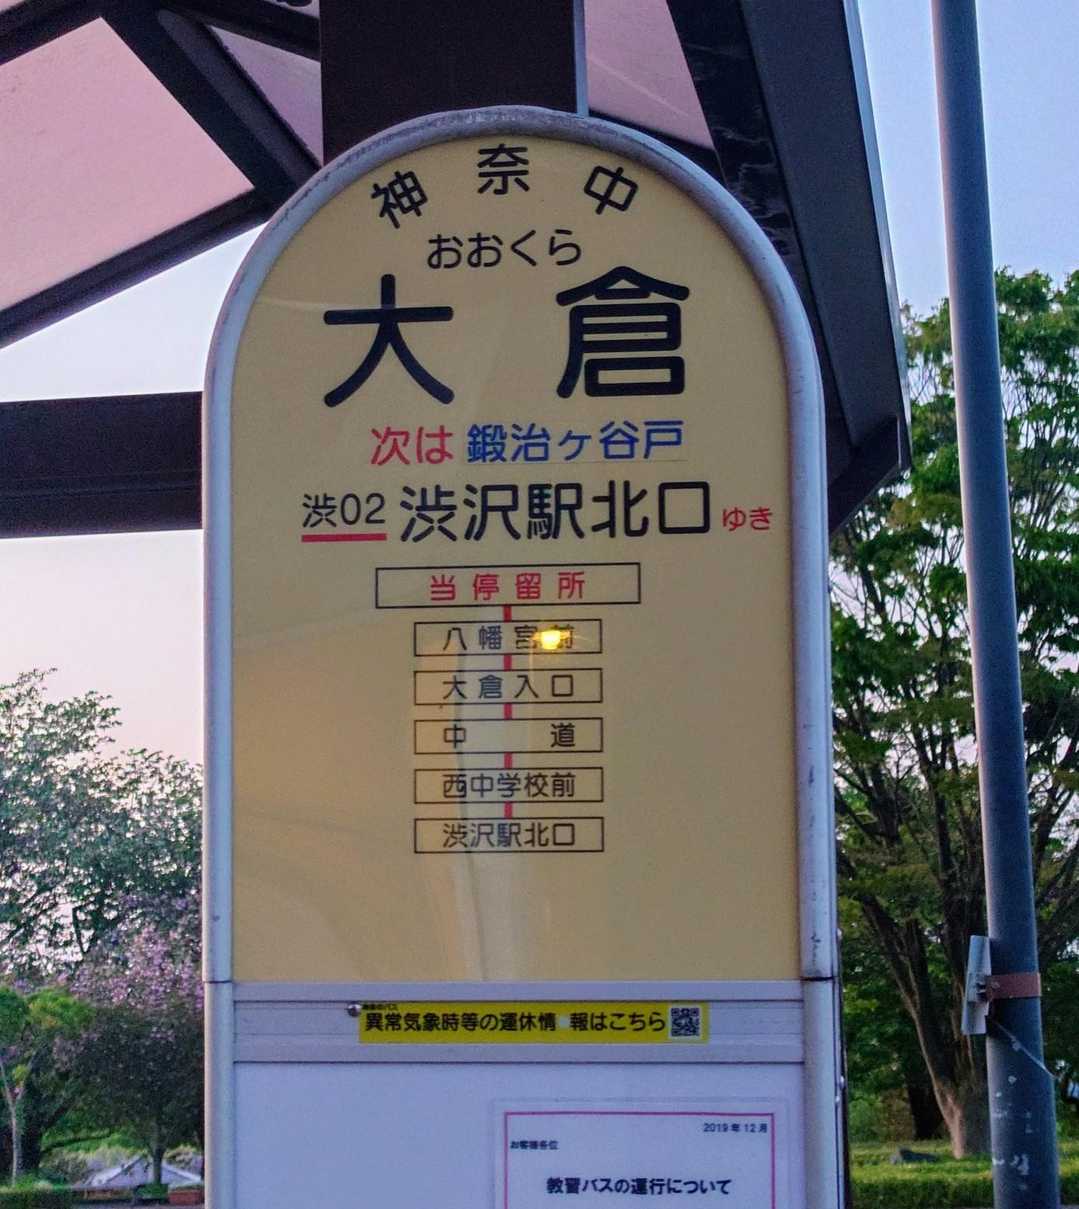 神奈中
おおくら
大倉
次は 鍛治ヶ谷戸
渋02 渋沢駅北口 ゆき
当停留所
八幡宮前
大倉入口
中道
西中学校前
渋沢駅北口
異常気象時等の運休情 報はこちら
2019年12月
お客様各位
教習バスの運行について